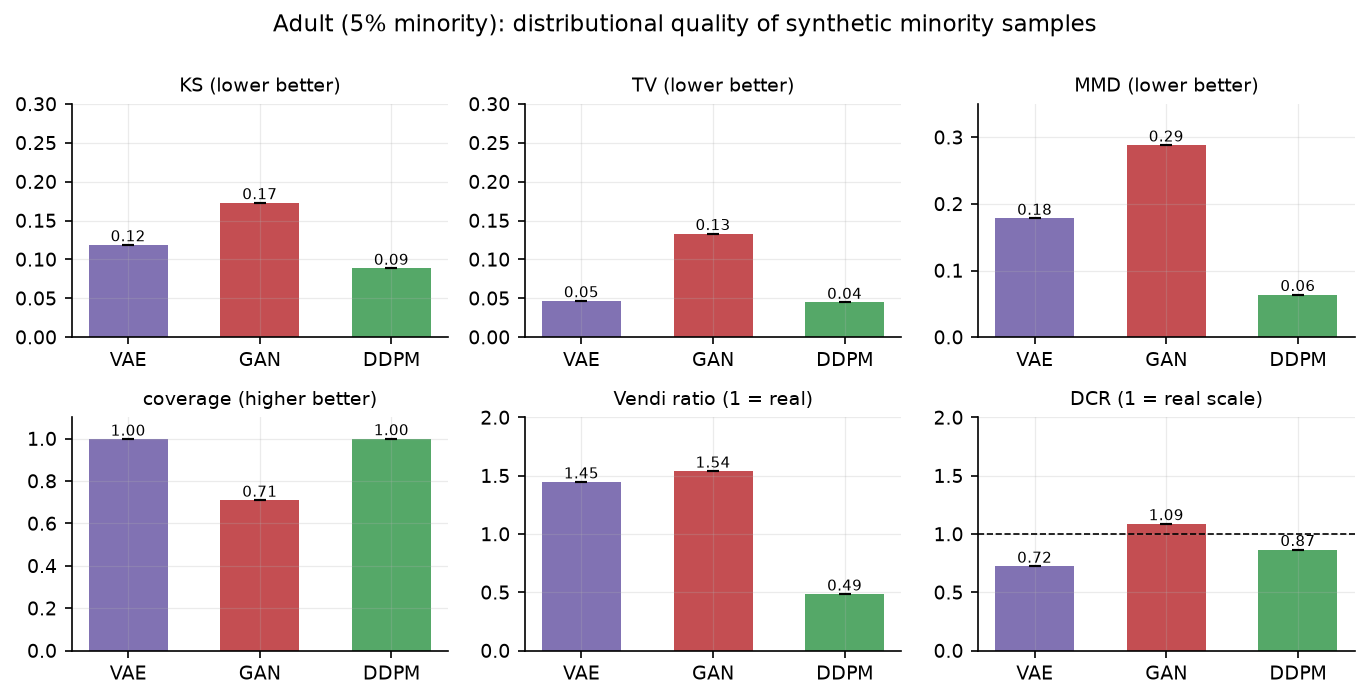 Adult (5% minority): distributional quality of synthetic minority samples
KS (lower better)
0.30
0.25
0.20
0.15
0.10
0.05
0.00
0.12
0.17
0.09
VAE
GAN
DDPM
TV (lower better)
0.30
0.25
0.20
0.15
0.10
0.05
0.00
0.05
0.13
0.04
VAE
GAN
DDPM
MMD (lower better)
0.3
0.2
0.1
0.0
0.18
0.29
0.06
VAE
GAN
DDPM
coverage (higher better)
1.0
0.8
0.6
0.4
0.2
0.0
1.00
0.71
1.00
VAE
GAN
DDPM
Vendi ratio (1 = real)
2.0
1.5
1.0
0.5
0.0
1.45
1.54
0.49
VAE
GAN
DDPM
DCR (1 = real scale)
2.0
1.5
1.0
0.5
0.0
0.72
1.09
0.87
VAE
GAN
DDPM